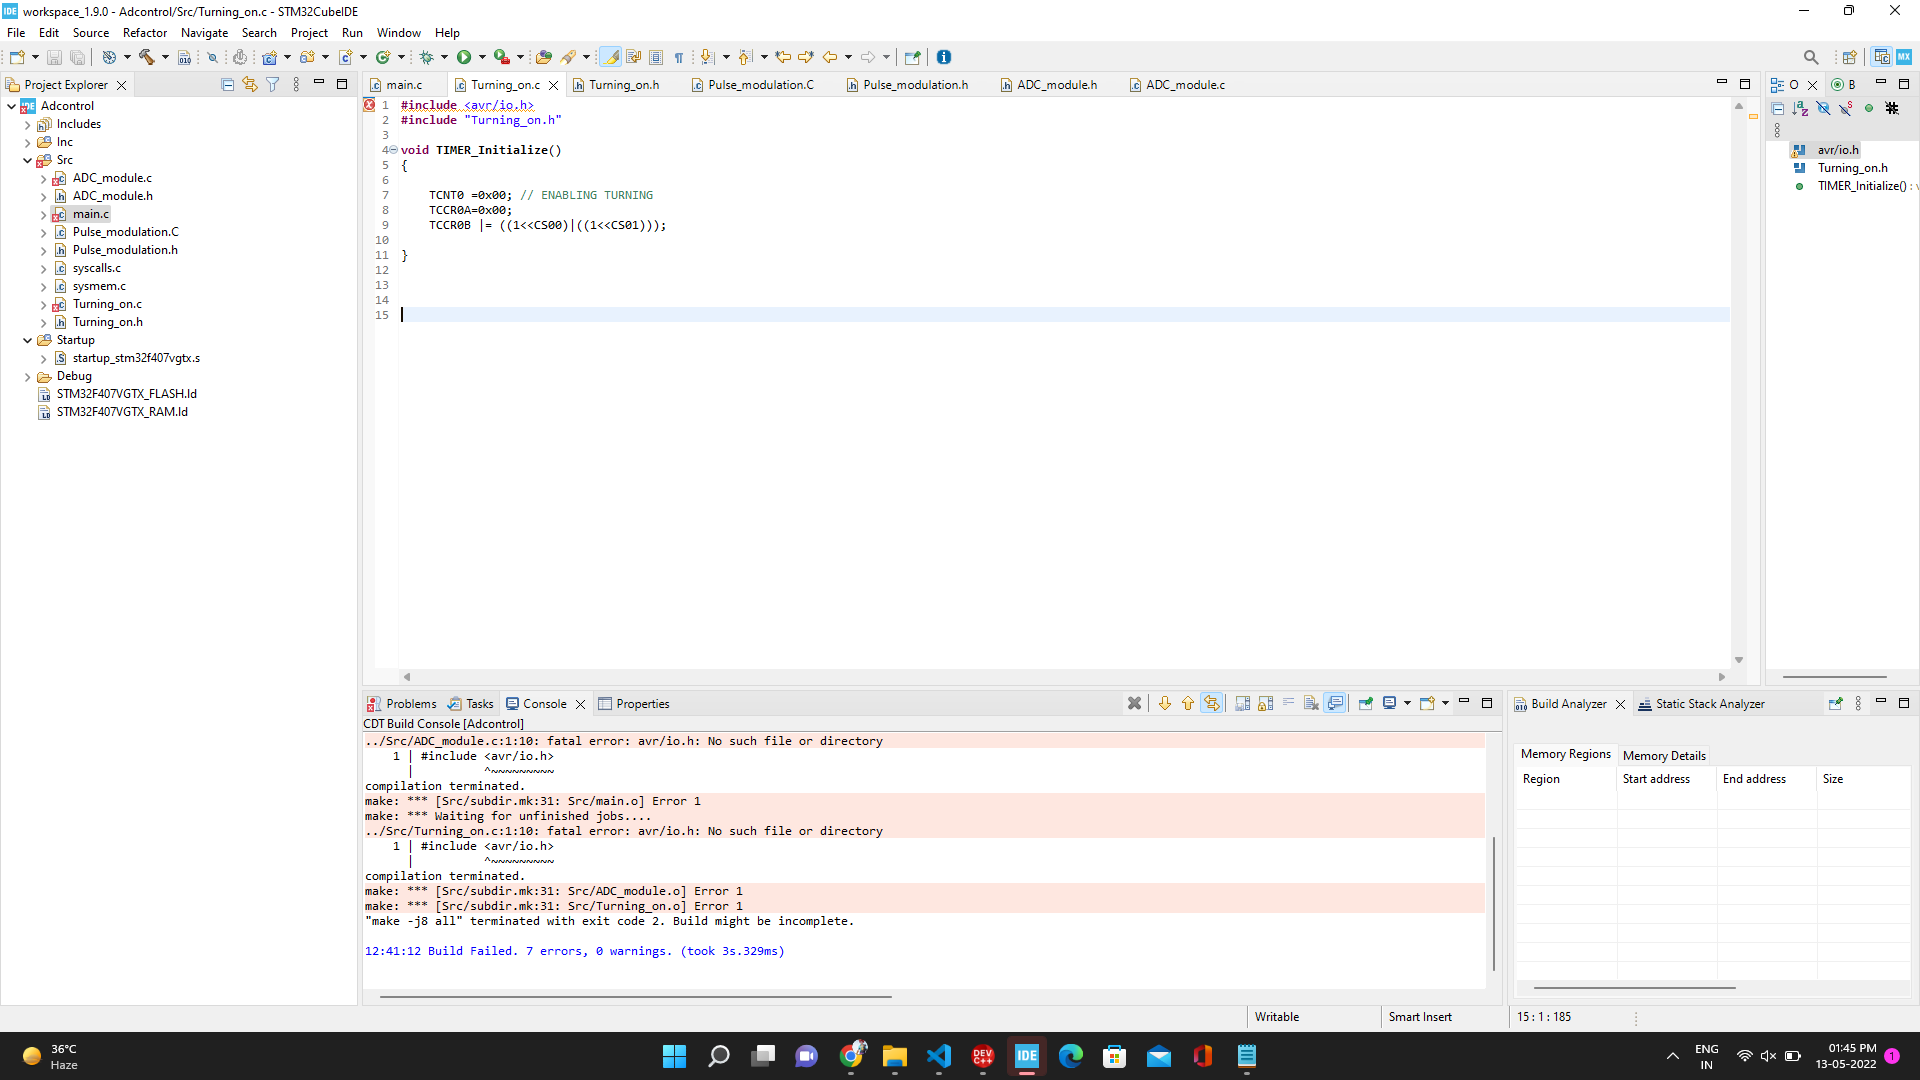 IDE workspace_1.9.0 - Adcontrol/Src/Turning_on.c - STM32CubeIDE
File Edit Source Refactor Navigate Search Project Run Window Help
Project Explorer
Adcontrol
Includes
Inc
Src
ADC_module.c
ADC_module.h
main.c
Pulse_modulation.C
Pulse_modulation.h
syscalls.c
sysmem.c
Turning_on.c
Turning_on.h
Startup
startup_stm32f407vgtx.s
Debug
STM32F407VGTX_FLASH.ld
STM32F407VGTX_RAM.ld
main.c Turning_on.c Turning_on.h Pulse_modulation.C Pulse_modulation.h ADC_module.h ADC_module.c
1 #include <avr/io.h>
2 #include "Turning_on.h"
3
4 void TIMER_Initialize()
5 {
6
7 TCNT0 =0x00; // ENABLING TURNING
8 TCCR0A=0x00;
9 TCCR0B |= ((1<<CS00)|((1<<CS01)));
10
11 }
12
13
14
15
O B
avr/io.h
Turning_on.h
TIMER_Initialize() : v
Problems Tasks Console Properties
CDT Build Console [Adcontrol]
../Src/ADC_module.c:1:10: fatal error: avr/io.h: No such file or directory
1 | #include <avr/io.h>
| ^~~~~~~~~~
compilation terminated.
make: *** [Src/subdir.mk:31: Src/main.o] Error 1
make: *** Waiting for unfinished jobs....
../Src/Turning_on.c:1:10: fatal error: avr/io.h: No such file or directory
1 | #include <avr/io.h>
| ^~~~~~~~~~
compilation terminated.
make: *** [Src/subdir.mk:31: Src/ADC_module.o] Error 1
make: *** [Src/subdir.mk:31: Src/Turning_on.o] Error 1
"make -j8 all" terminated with exit code 2. Build might be incomplete.
12:41:12 Build Failed. 7 errors, 0 warnings. (took 3s.329ms)
Build Analyzer Static Stack Analyzer
Memory Regions Memory Details
Region Start address End address Size
Writable Smart Insert 15 : 1 : 185
36°C
Haze
DEV C++
IDE
ENG
IN
01:45 PM
13-05-2022
1